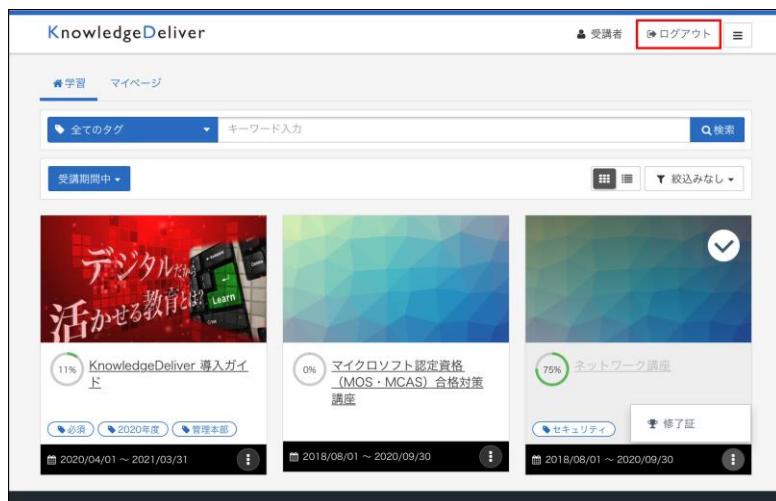 KnowledgeDeliver
受講者
ログアウト
学習
マイページ
全てのタグ
キーワード入力
検索
受講期間中
絞込みなし
デジタルだから
活かせる教育とは?
Learn
11%
KnowledgeDeliver 導入ガイ
ド
必須
2020年度
管理本部
2020/04/01 ~ 2021/03/31
0%
マイクロソフト認定資格
（MOS・MCAS）合格対策
講座
2018/08/01 ~ 2020/09/30
75%
ネットワーク講座
セキュリティ
修了証
2018/08/01 ~ 2020/09/30